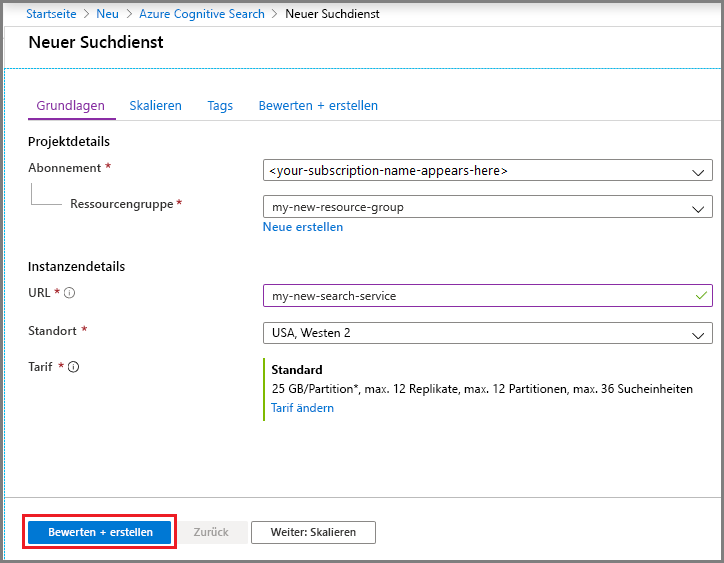 Startseite > Neu > Azure Cognitive Search > Neuer Suchdienst
Neuer Suchdienst
Grundlagen Skalieren Tags Bewerten + erstellen
Projektdetails
Abonnement * <your-subscription-name-appears-here>
Ressourcengruppe * my-new-resource-group
Neue erstellen
Instanzendetails
URL * my-new-search-service
Standort * USA, Westen 2
Tarif * Standard
25 GB/Partition*, max. 12 Replikate, max. 12 Partitionen, max. 36 Sucheinheiten
Tarif ändern
Bewerten + erstellen Zurück Weiter: Skalieren